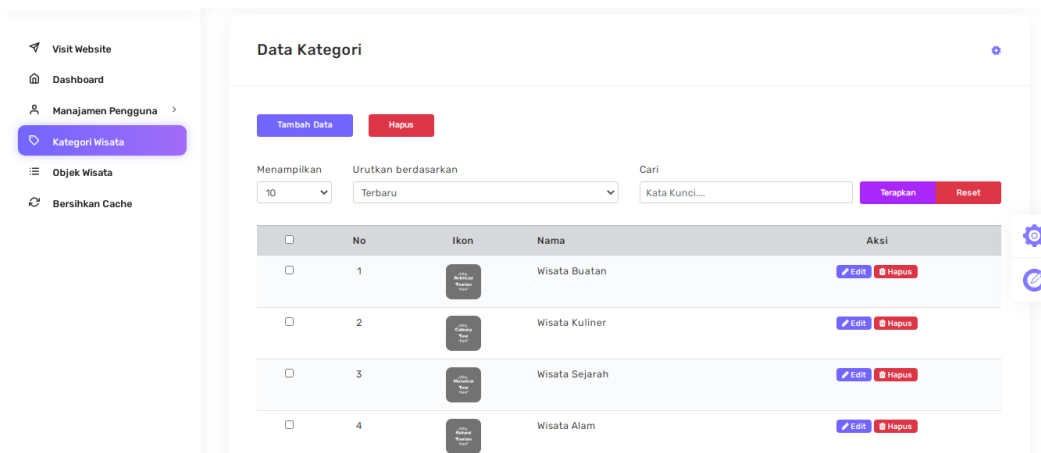 Visit Website
Dashboard
Manajamen Pengguna
Kategori Wisata
Objek Wisata
Bersihkan Cache
Data Kategori
Tambah Data Hapus
Menampilkan Urutkan berdasarkan Cari
10 Terbaru Kata Kunci.... Terapkan Reset
No Ikon Nama Aksi
1 Wisata Buatan Edit Hapus
2 Wisata Kuliner Edit Hapus
3 Wisata Sejarah Edit Hapus
4 Wisata Alam Edit Hapus